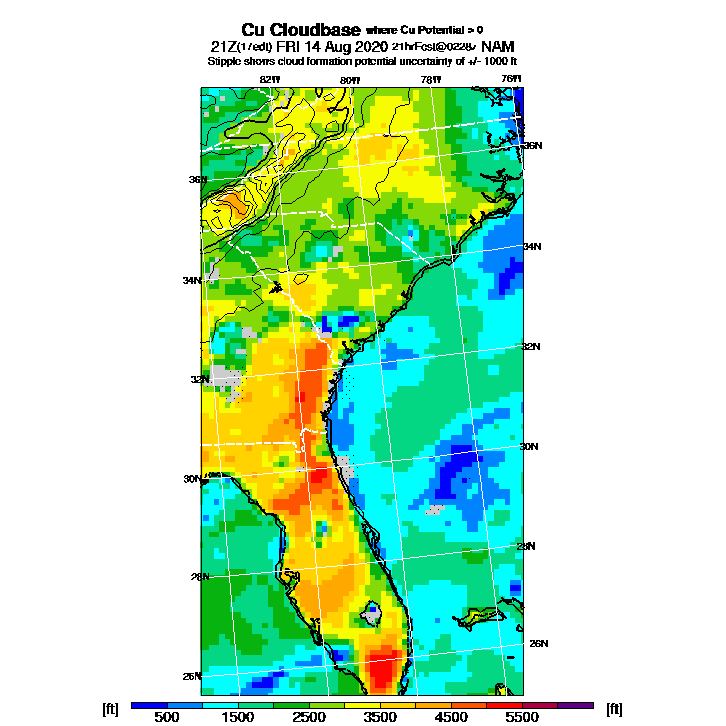 Cu Cloudbase where Cu Potential > 0
21Z(17edt) FRI 14 Aug 2020 21hrFcst@0228z NAM
Stipple shows cloud formation potential uncertainty of +/- 1000 ft
82W 80W 78W 76W
36N
36N
34N
34N
32N
32N
30N
30N
28N
28N
26N
26N
[ft] 500 1500 2500 3500 4500 5500 [ft]